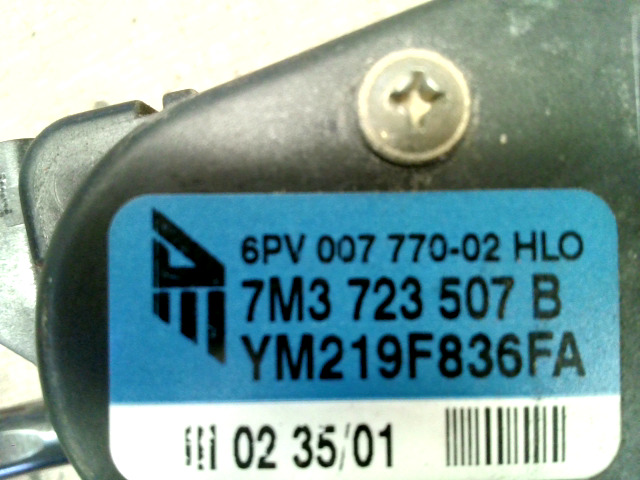 6PV 007 770-02 HLO
7M3 723 507 B
YM219F836FA
02 35/01